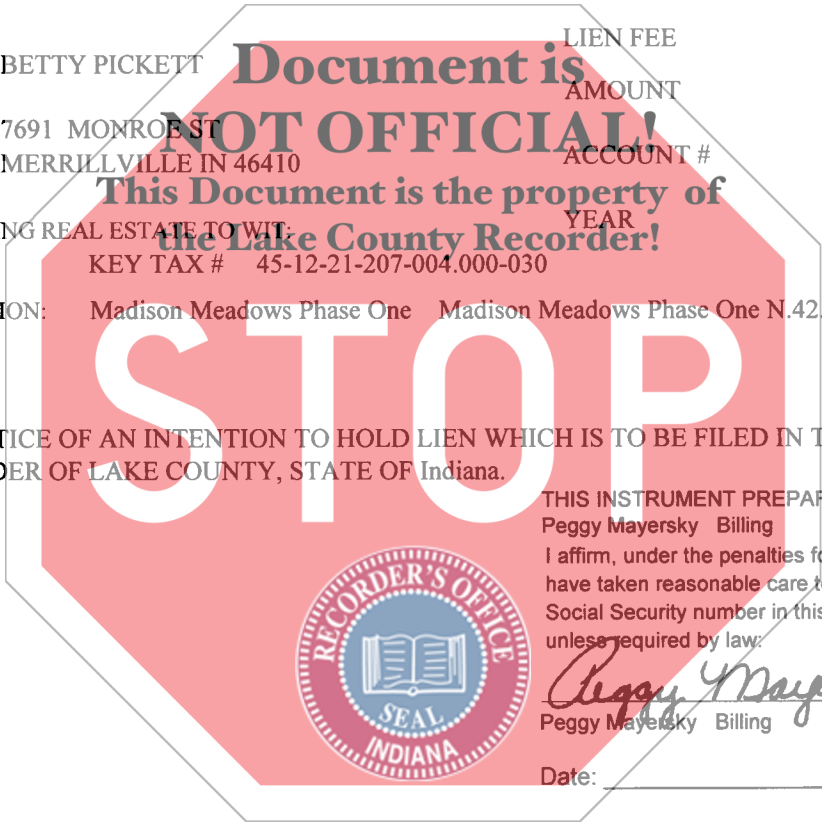 LIEN FEE
BETTY PICKETT
Document is
AMOUNT
7691 MONROE ST
NOT OFFICIAL!
MERRILLVILLE IN 46410
ACCOUNT #
This Document is the property of
YEAR
NG REAL ESTATE TO WIT:
the Lake County Recorder!
KEY TAX # 45-12-21-207-004.000-030
ION: Madison Meadows Phase One Madison Meadows Phase One N.42.
STOP
TICE OF AN INTENTION TO HOLD LIEN WHICH IS TO BE FILED IN T
DER OF LAKE COUNTY, STATE OF Indiana.
THIS INSTRUMENT PREPAR
Peggy Mayersky Billing
I affirm, under the penalties fo
have taken reasonable care to
Social Security number in this
unless required by law:
RECORDER'S OFFICE
SEAL
INDIANA
Peggy May
Peggy Mayersky Billing
Date: